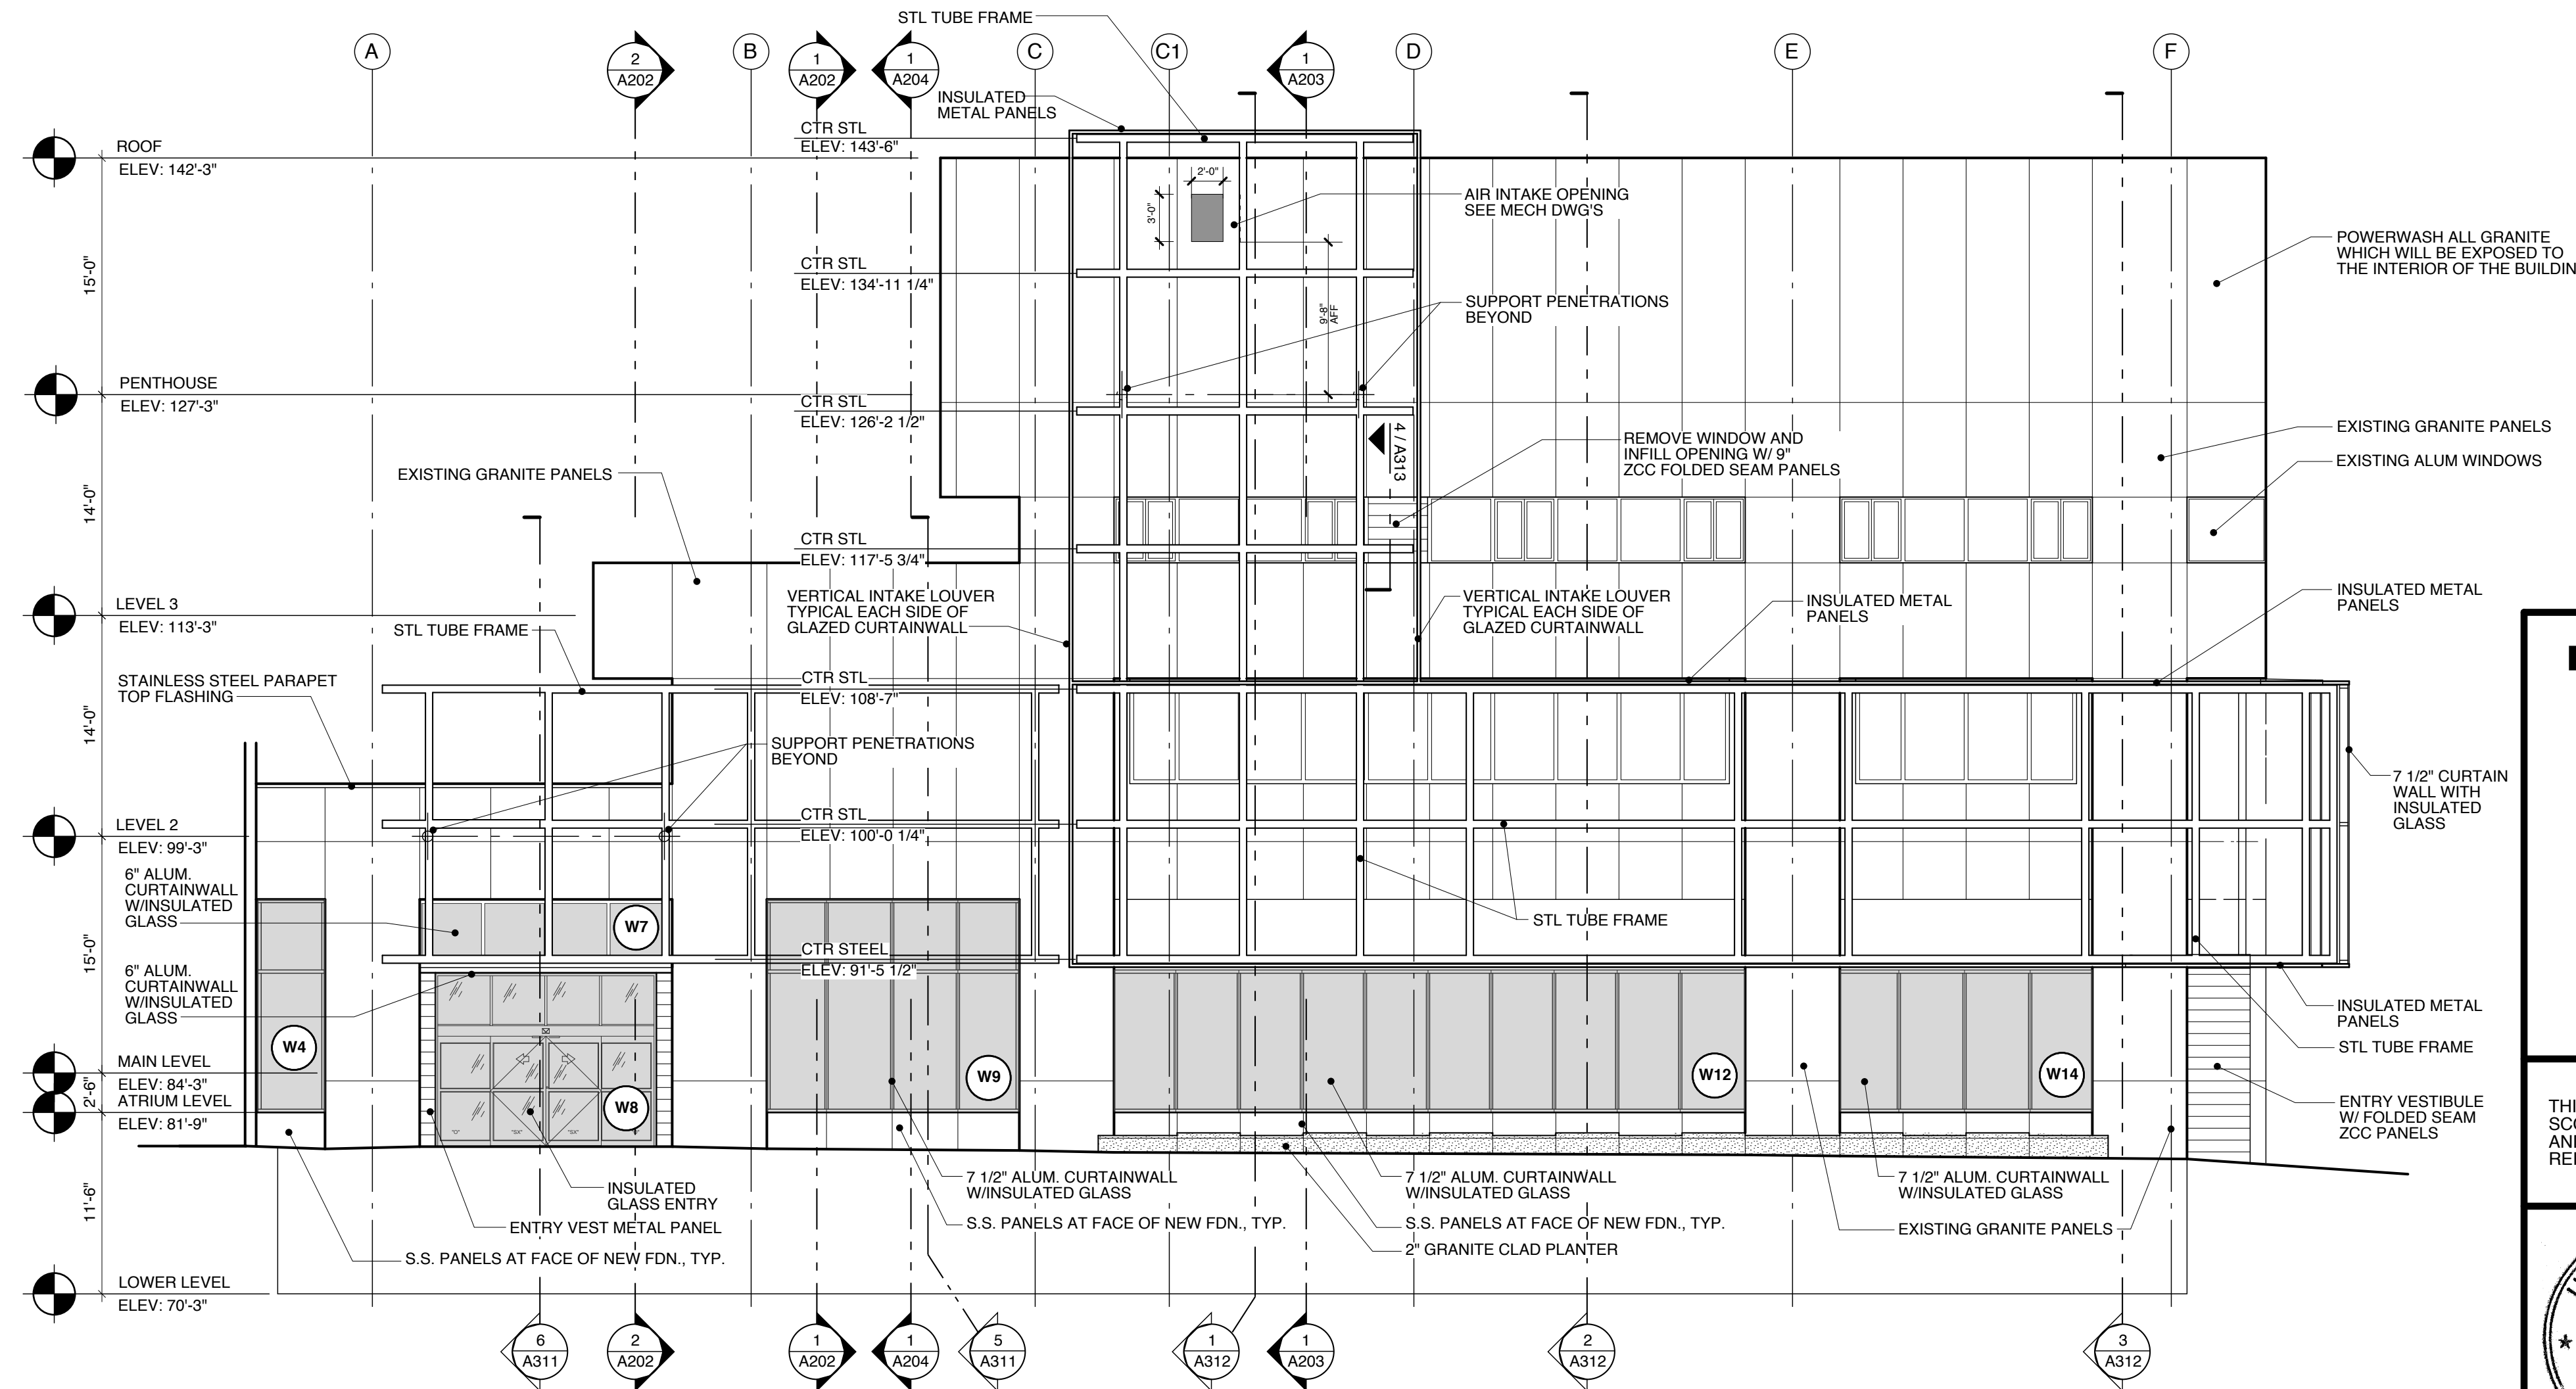 STL TUBE FRAME
A
2
A202
B
1
A202
1
A204
C
C1
1
A203
D
E
F
INSULATED
METAL PANELS
ROOF
ELEV: 142'-3"
CTR STL
ELEV: 143'-6"
2'-0"
3'-0"
AIR INTAKE OPENING
SEE MECH DWG'S
POWERWASH ALL GRANITE
WHICH WILL BE EXPOSED TO
THE INTERIOR OF THE BUILDIN
15'-0"
CTR STL
ELEV: 134'-11 1/4"
9'-8"
AFF
SUPPORT PENETRATIONS
BEYOND
PENTHOUSE
ELEV: 127'-3"
CTR STL
ELEV: 126'-2 1/2"
4 / A313
REMOVE WINDOW AND
INFILL OPENING W/ 9"
ZCC FOLDED SEAM PANELS
EXISTING GRANITE PANELS
EXISTING ALUM WINDOWS
14'-0"
EXISTING GRANITE PANELS
CTR STL
ELEV: 117'-5 3/4"
LEVEL 3
ELEV: 113'-3"
STL TUBE FRAME
VERTICAL INTAKE LOUVER
TYPICAL EACH SIDE OF
GLAZED CURTAINWALL
VERTICAL INTAKE LOUVER
TYPICAL EACH SIDE OF
GLAZED CURTAINWALL
INSULATED METAL
PANELS
INSULATED METAL
PANELS
STAINLESS STEEL PARAPET
TOP FLASHING
CTR STL
ELEV: 108'-7"
14'-0"
SUPPORT PENETRATIONS
BEYOND
7 1/2" CURTAIN
WALL WITH
INSULATED
GLASS
LEVEL 2
ELEV: 99'-3"
CTR STL
ELEV: 100'-0 1/4"
6" ALUM.
CURTAINWALL
W/INSULATED
GLASS
W7
STL TUBE FRAME
15'-0"
CTR STEEL
ELEV: 91'-5 1/2"
6" ALUM.
CURTAINWALL
W/INSULATED
GLASS
INSULATED METAL
PANELS
STL TUBE FRAME
W4
W9
W12
W14
MAIN LEVEL
ELEV: 84'-3"
2'-6"
ATRIUM LEVEL
ELEV: 81'-9"
W8
"O"
"SX"
"SX"
ENTRY VESTIBULE
W/ FOLDED SEAM
ZCC PANELS
THI
SCO
AN
RE
11'-6"
INSULATED
GLASS ENTRY
ENTRY VEST METAL PANEL
S.S. PANELS AT FACE OF NEW FDN., TYP.
7 1/2" ALUM. CURTAINWALL
W/INSULATED GLASS
S.S. PANELS AT FACE OF NEW FDN., TYP.
7 1/2" ALUM. CURTAINWALL
W/INSULATED GLASS
S.S. PANELS AT FACE OF NEW FDN., TYP.
2" GRANITE CLAD PLANTER
7 1/2" ALUM. CURTAINWALL
W/INSULATED GLASS
EXISTING GRANITE PANELS
LOWER LEVEL
ELEV: 70'-3"
6
A311
2
A202
1
A202
1
A204
5
A311
1
A312
1
A203
2
A312
3
A312